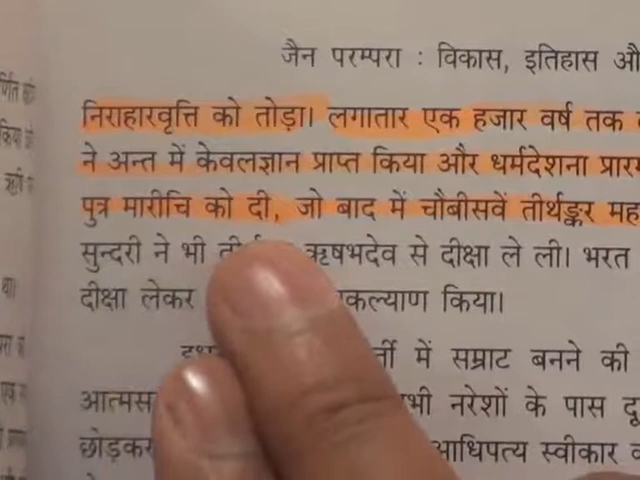 जैन परम्परा : विकास, इतिहास औ
निराहारवृत्ति को तोड़ा। लगातार एक हजार वर्ष तक
ने अन्त में केवलज्ञान प्राप्त किया और धर्मदेशना प्रार
पुत्र मारीचि को दी, जो बाद में चौबीसवें तीर्थङ्कर मह
सुन्दरी ने भी ऋषभदेव से दीक्षा ले ली। भरत
दीक्षा लेकर कल्याण किया।
में सम्राट बनने की
आत्मस भी नरेशों के पास दू
छोड़कर आधिपत्य स्वीकार